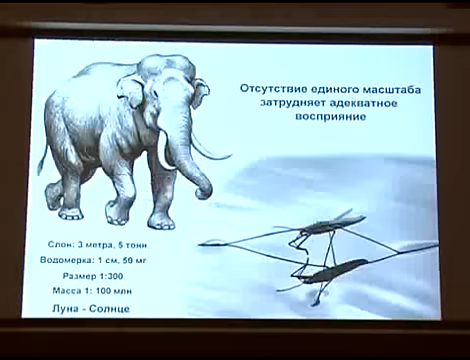 Отсутствие единого масштаба
затрудняет адекватное
восприятие
Слон: 3 метра, 5 тонн
Водомерка: 1 см, 50 мг
Размер 1:300
Масса 1: 100 млн
Луна - Солнце